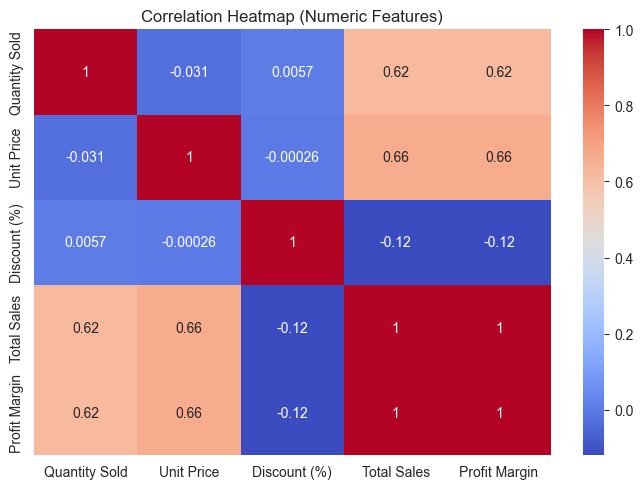 Correlation Heatmap (Numeric Features)
Quantity Sold 1 -0.031 0.0057 0.62 0.62
Unit Price -0.031 1 -0.00026 0.66 0.66
Discount (%) 0.0057 -0.00026 1 -0.12 -0.12
Total Sales 0.62 0.66 -0.12 1 1
Profit Margin 0.62 0.66 -0.12 1 1
Quantity Sold Unit Price Discount (%) Total Sales Profit Margin
1.0
0.8
0.6
0.4
0.2
0.0